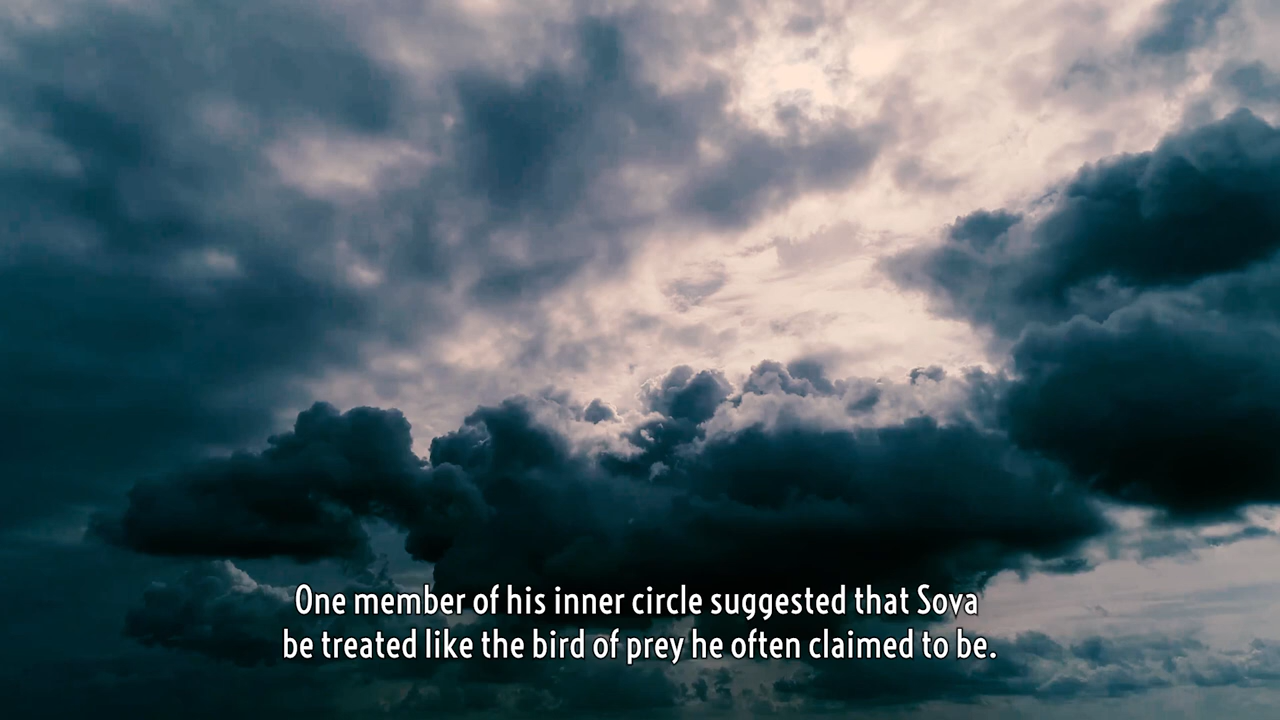 One member of his inner circle suggested that Sova
be treated like the bird of prey he often claimed to be.